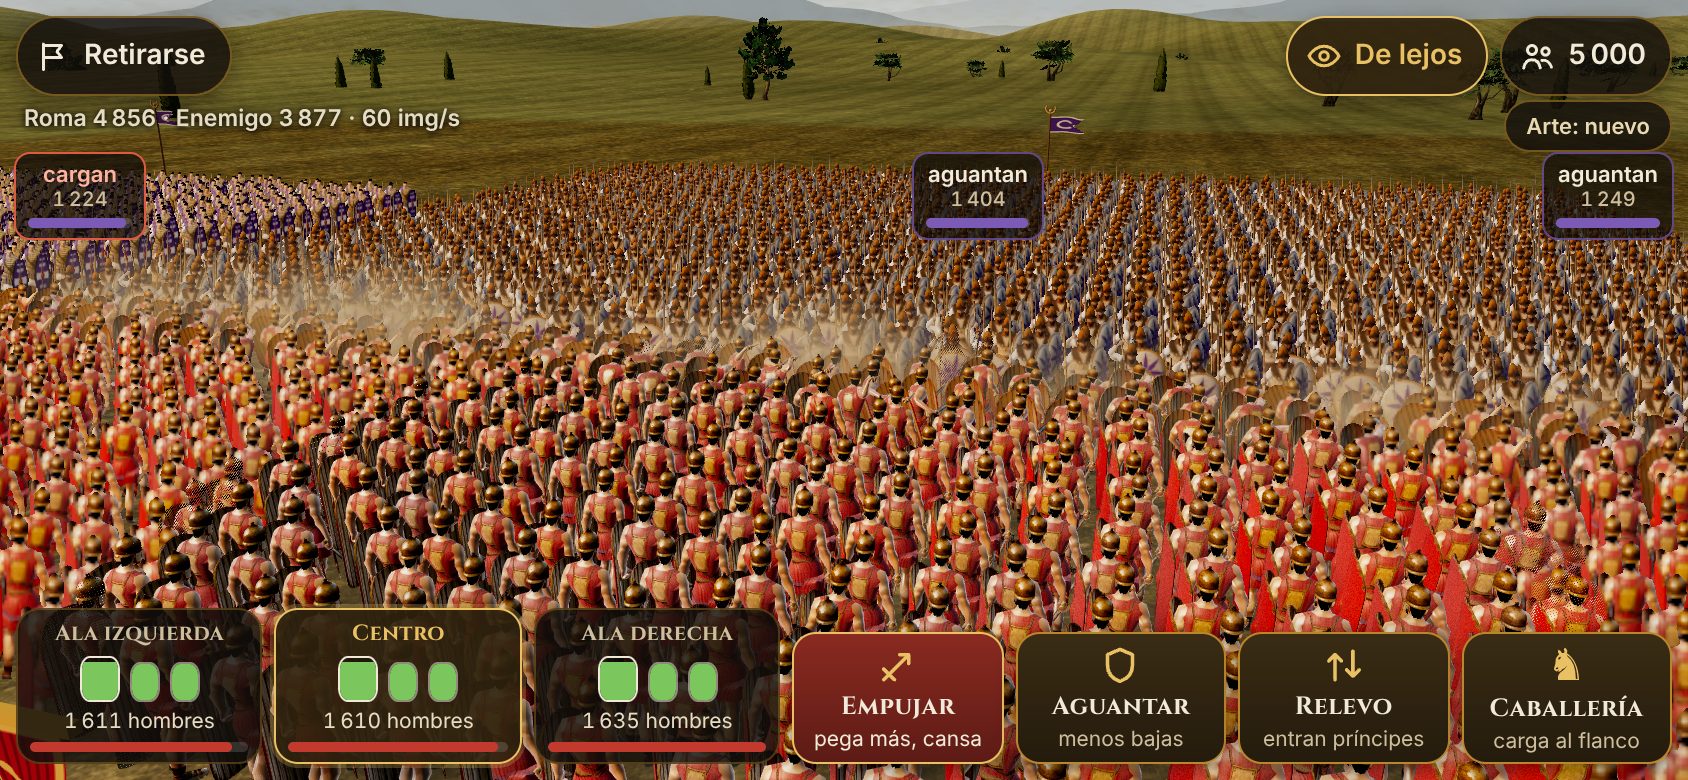 Retirarse
De lejos
5 000
Roma 4 856 · Enemigo 3 877 · 60 img/s
Arte: nuevo
cargan
1 224
aguantan
1 404
aguantan
1 249
Ala izquierda
1 611 hombres
Centro
1 610 hombres
Ala derecha
1 635 hombres
Empujar
pega más, cansa
Aguantar
menos bajas
Relevo
entran príncipes
Caballería
carga al flanco